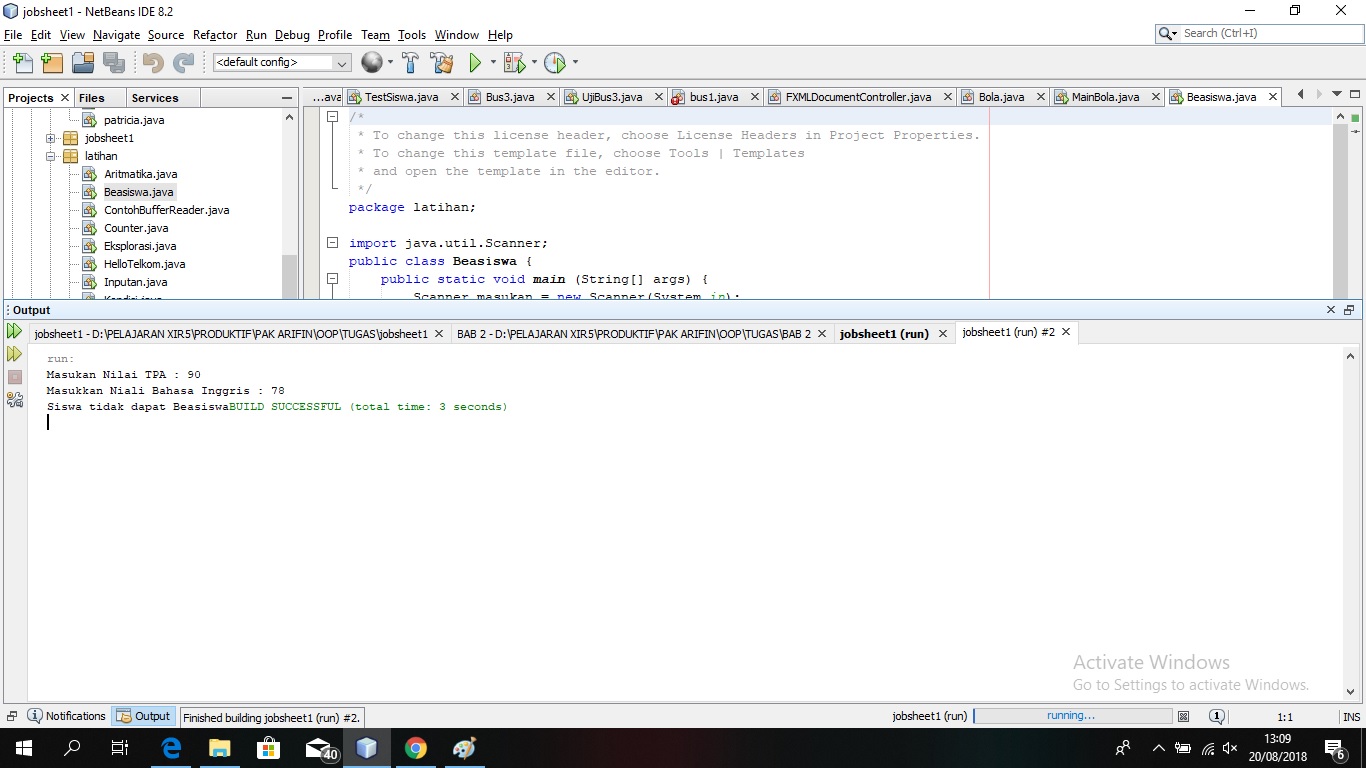 jobsheet1 - NetBeans IDE 8.2
File Edit View Navigate Source Refactor Run Debug Profile Team Tools Window Help
Search (Ctrl+I)
<default config>
Projects Files Services
...ava TestSiswa.java Bus3.java UjiBus3.java bus1.java FXMLDocumentController.java Bola.java MainBola.java Beasiswa.java
patricia.java
jobsheet1
latihan
Aritmatika.java
Beasiswa.java
ContohBufferReader.java
Counter.java
Eksplorasi.java
HelloTelkom.java
Inputan.java
Kondisi.java
/*
* To change this license header, choose License Headers in Project Properties.
* To change this template file, choose Tools | Templates
* and open the template in the editor.
*/
package latihan;
import java.util.Scanner;
public class Beasiswa {
public static void main (String[] args) {
Scanner masukan = new Scanner(System.in);
Output
jobsheet1 - D:\PELAJARAN XIR5\PRODUKTIF\PAK ARIFIN\OOP\TUGAS\jobsheet1 BAB 2 - D:\PELAJARAN XIR5\PRODUKTIF\PAK ARIFIN\OOP\TUGAS\BAB 2 jobsheet1 (run) jobsheet1 (run) #2
run:
Masukan Nilai TPA : 90
Masukkan Niali Bahasa Inggris : 78
Siswa tidak dapat BeasiswaBUILD SUCCESSFUL (total time: 3 seconds)
Activate Windows
Go to Settings to activate Windows.
Notifications Output Finished building jobsheet1 (run) #2. jobsheet1 (run) running... 1 1:1 INS
40
13:09
20/08/2018
6